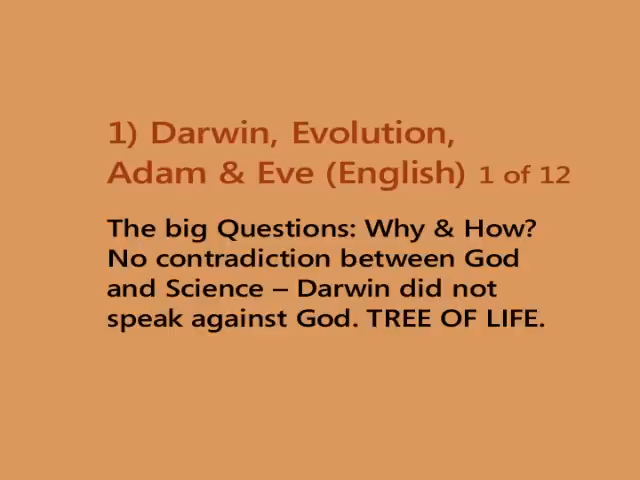 1) Darwin, Evolution,
Adam & Eve (English) 1 of 12
The big Questions: Why & How?
No contradiction between God
and Science – Darwin did not
speak against God. TREE OF LIFE.